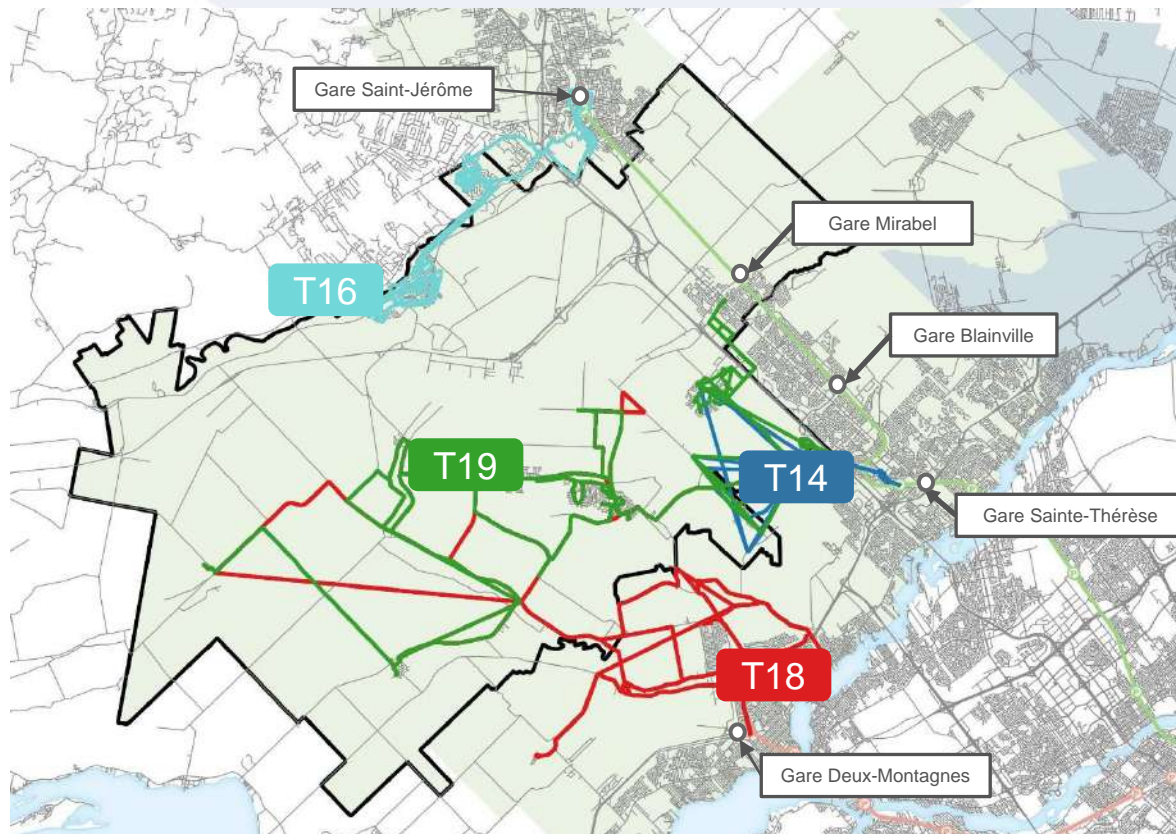 Gare Saint-Jérôme
Gare Mirabel
T16
Gare Blainville
T19
T14
Gare Sainte-Thérèse
T18
Gare Deux-Montagnes